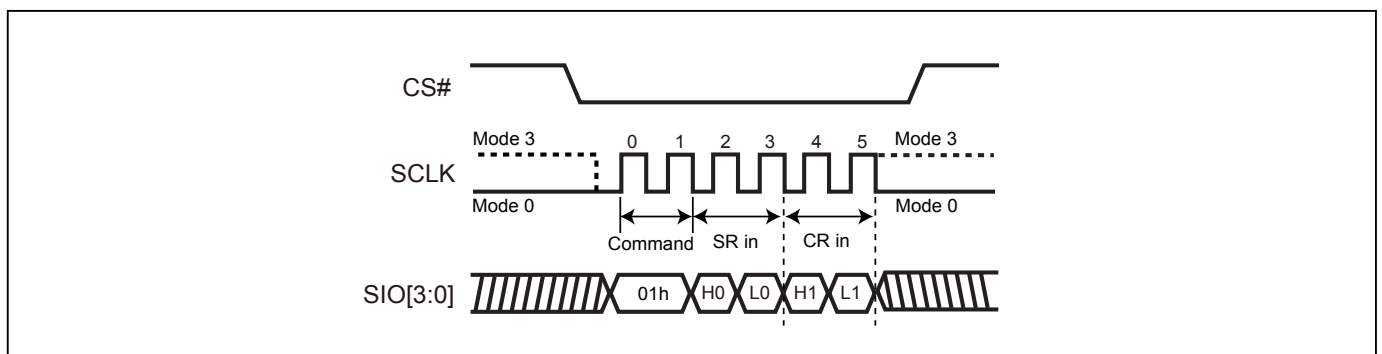 CS#
Mode 3 0 1 2 3 4 5 Mode 3
SCLK
Mode 0 Mode 0
Command SR in CR in
SIO[3:0] 01h H0 L0 H1 L1